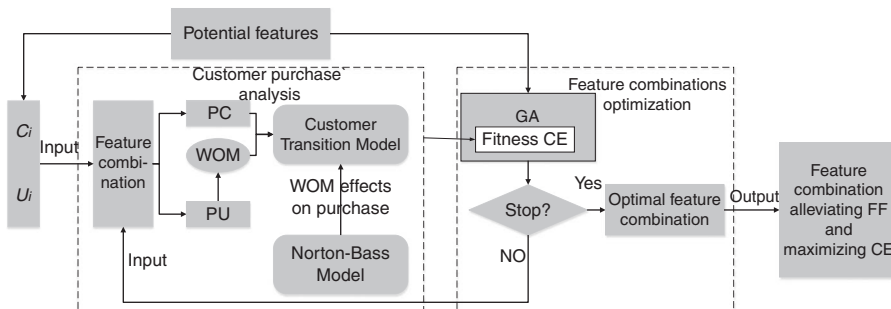 Potential features
Customer purchase
analysis
Feature combinations
optimization
Ci
Ui
Input
Feature
combi-
nation
PC
WOM
PU
Customer
Transition Model
WOM effects
on purchase
Norton-Bass
Model
GA
Fitness CE
Stop?
Yes
NO
Input
Optimal feature
combination
Output
Feature
combination
alleviating FF
and
maximizing CE